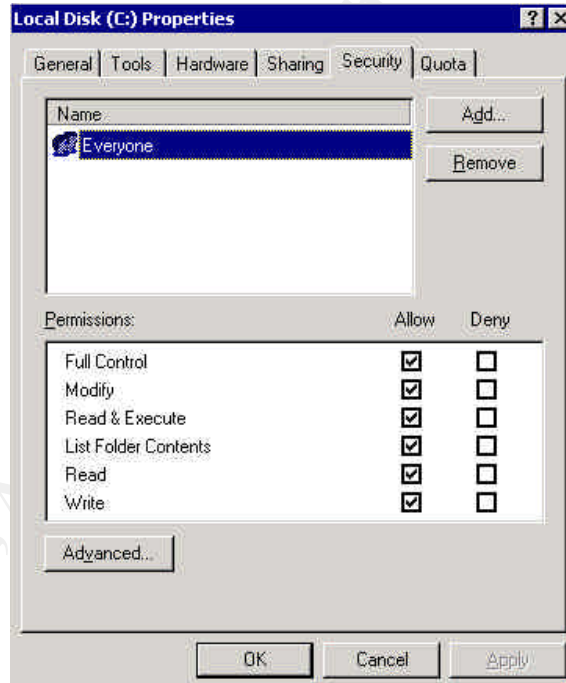 Local Disk (C:) Properties
General Tools Hardware Sharing Security Quota
Name
Add...
Everyone
Remove
Permissions: Allow Deny
Full Control
Modify
Read & Execute
List Folder Contents
Read
Write
Advanced...
OK Cancel Apply